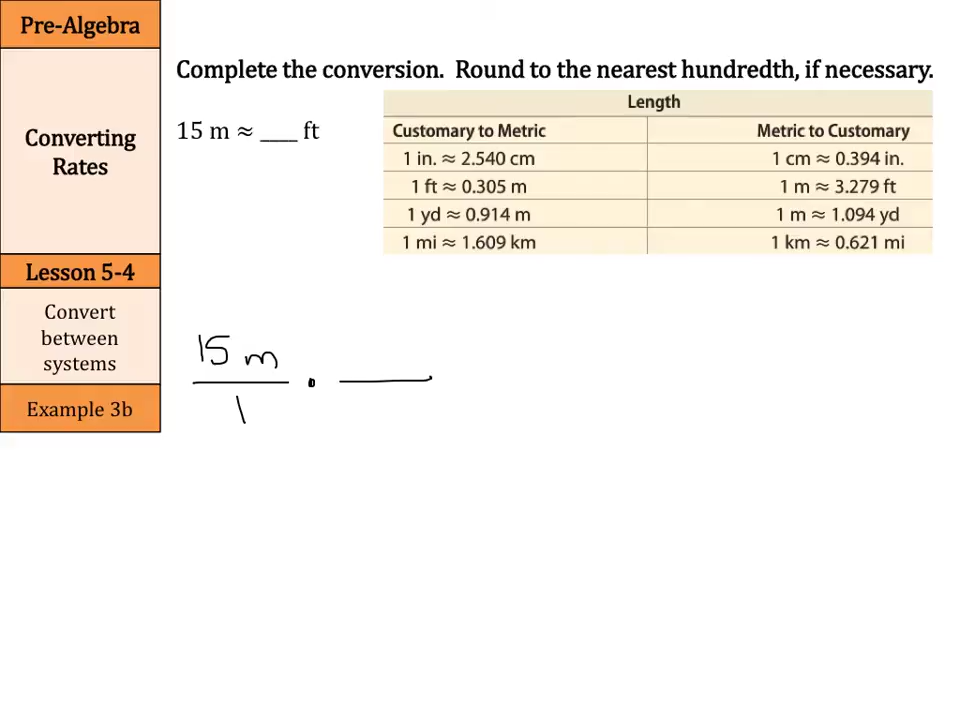 Pre-Algebra
Converting
Rates
Lesson 5-4
Convert
between
systems
Example 3b
Complete the conversion. Round to the nearest hundredth, if necessary.
15 m ≈ ____ ft
Length
Customary to Metric Metric to Customary
1 in. ≈ 2.540 cm 1 cm ≈ 0.394 in.
1 ft ≈ 0.305 m 1 m ≈ 3.279 ft
1 yd ≈ 0.914 m 1 m ≈ 1.094 yd
1 mi ≈ 1.609 km 1 km ≈ 0.621 mi
15 m
1